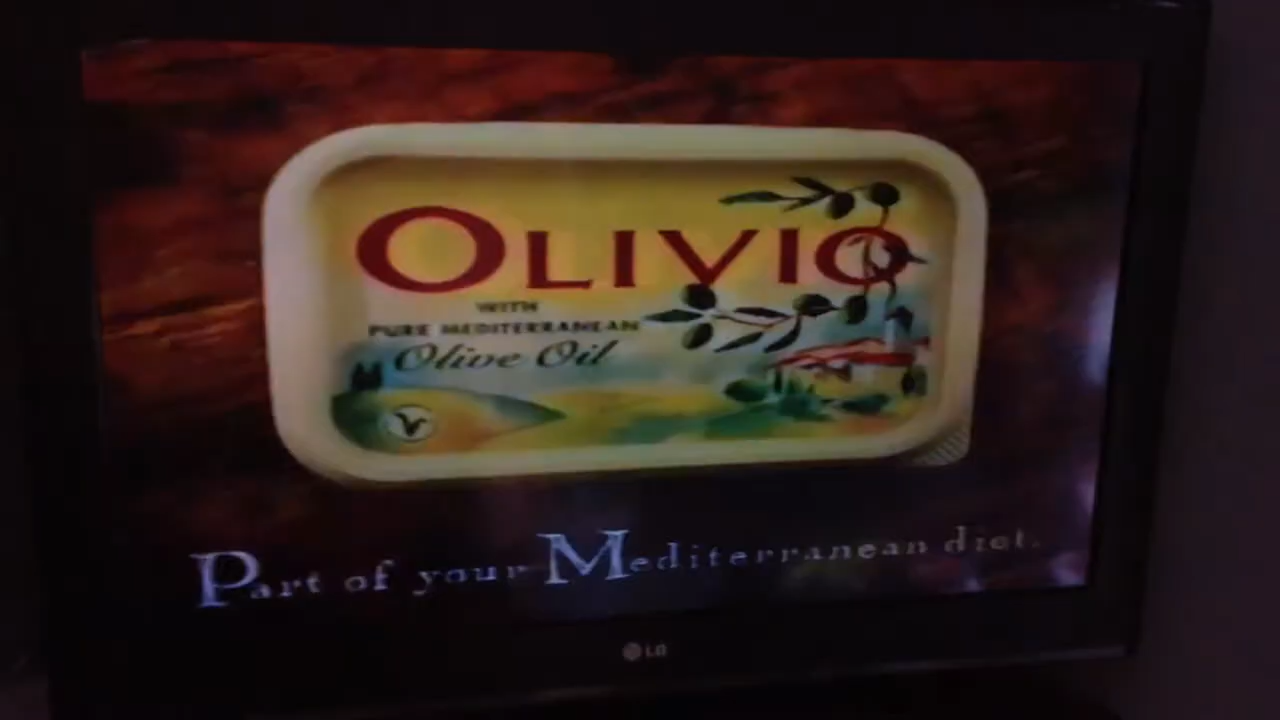 OLIVIO
WITH
PURE MEDITERRANEAN
Olive Oil
V
Part of your Mediterranean diet.
LG